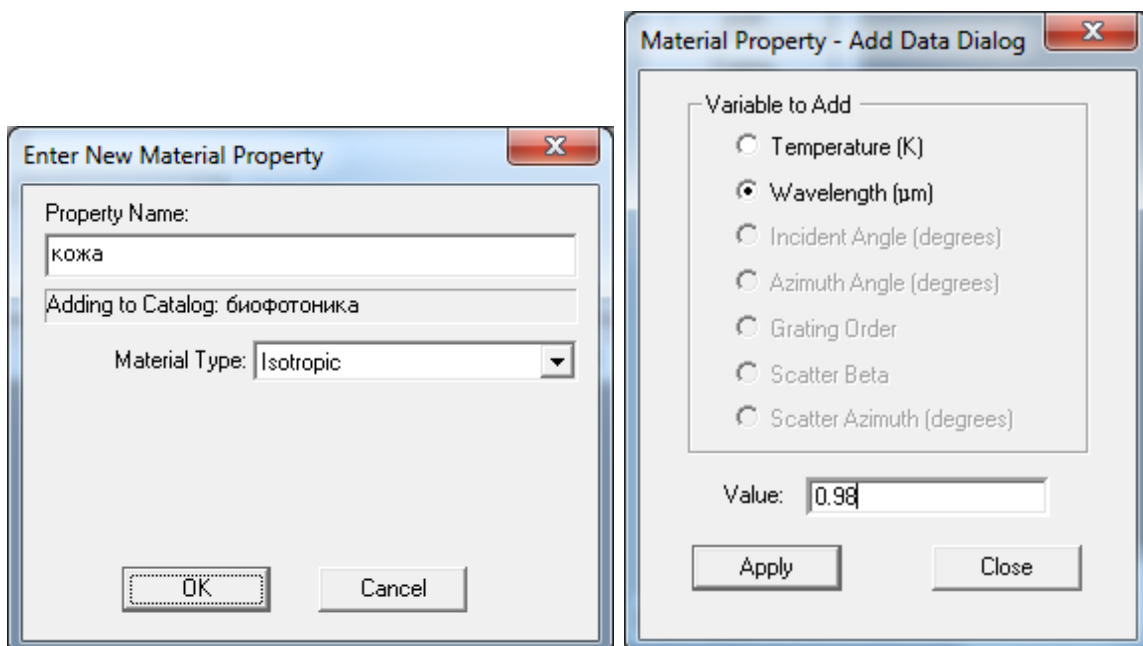 Enter New Material Property
Property Name:
кожа
Adding to Catalog: биофотоника
Material Type: Isotropic
OK Cancel
Material Property - Add Data Dialog
Variable to Add
Temperature (K)
Wavelength (µm)
Incident Angle (degrees)
Azimuth Angle (degrees)
Grating Order
Scatter Beta
Scatter Azimuth (degrees)
Value: 0.98
Apply Close